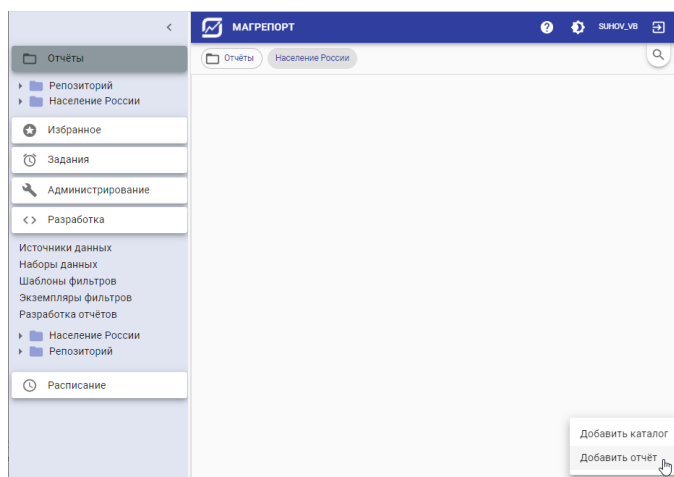 МАГРЕПОРТ
SUHOV_VB
Отчёты
Репозиторий
Население России
Избранное
Задания
Администрирование
Разработка
Источники данных
Наборы данных
Шаблоны фильтров
Экземпляры фильтров
Разработка отчётов
Население России
Репозиторий
Расписание
Отчёты
Население России
Добавить каталог
Добавить отчёт